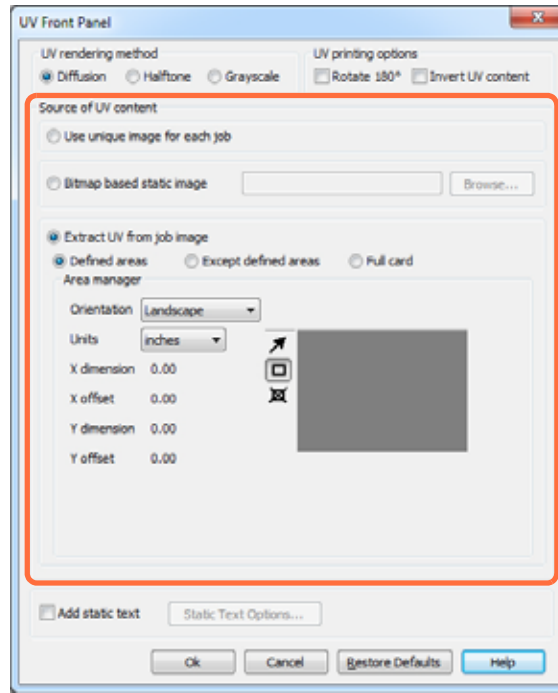 UV Front Panel
UV rendering method
Diffusion Halftone Grayscale
UV printing options
Rotate 180° Invert UV content
Source of UV content
Use unique image for each job
Bitmap based static image Browse...
Extract UV from job image
Defined areas Except defined areas Full card
Area manager
Orientation Landscape
Units inches
X dimension 0.00
X offset 0.00
Y dimension 0.00
Y offset 0.00
Add static text Static Text Options...
Ok Cancel Restore Defaults Help